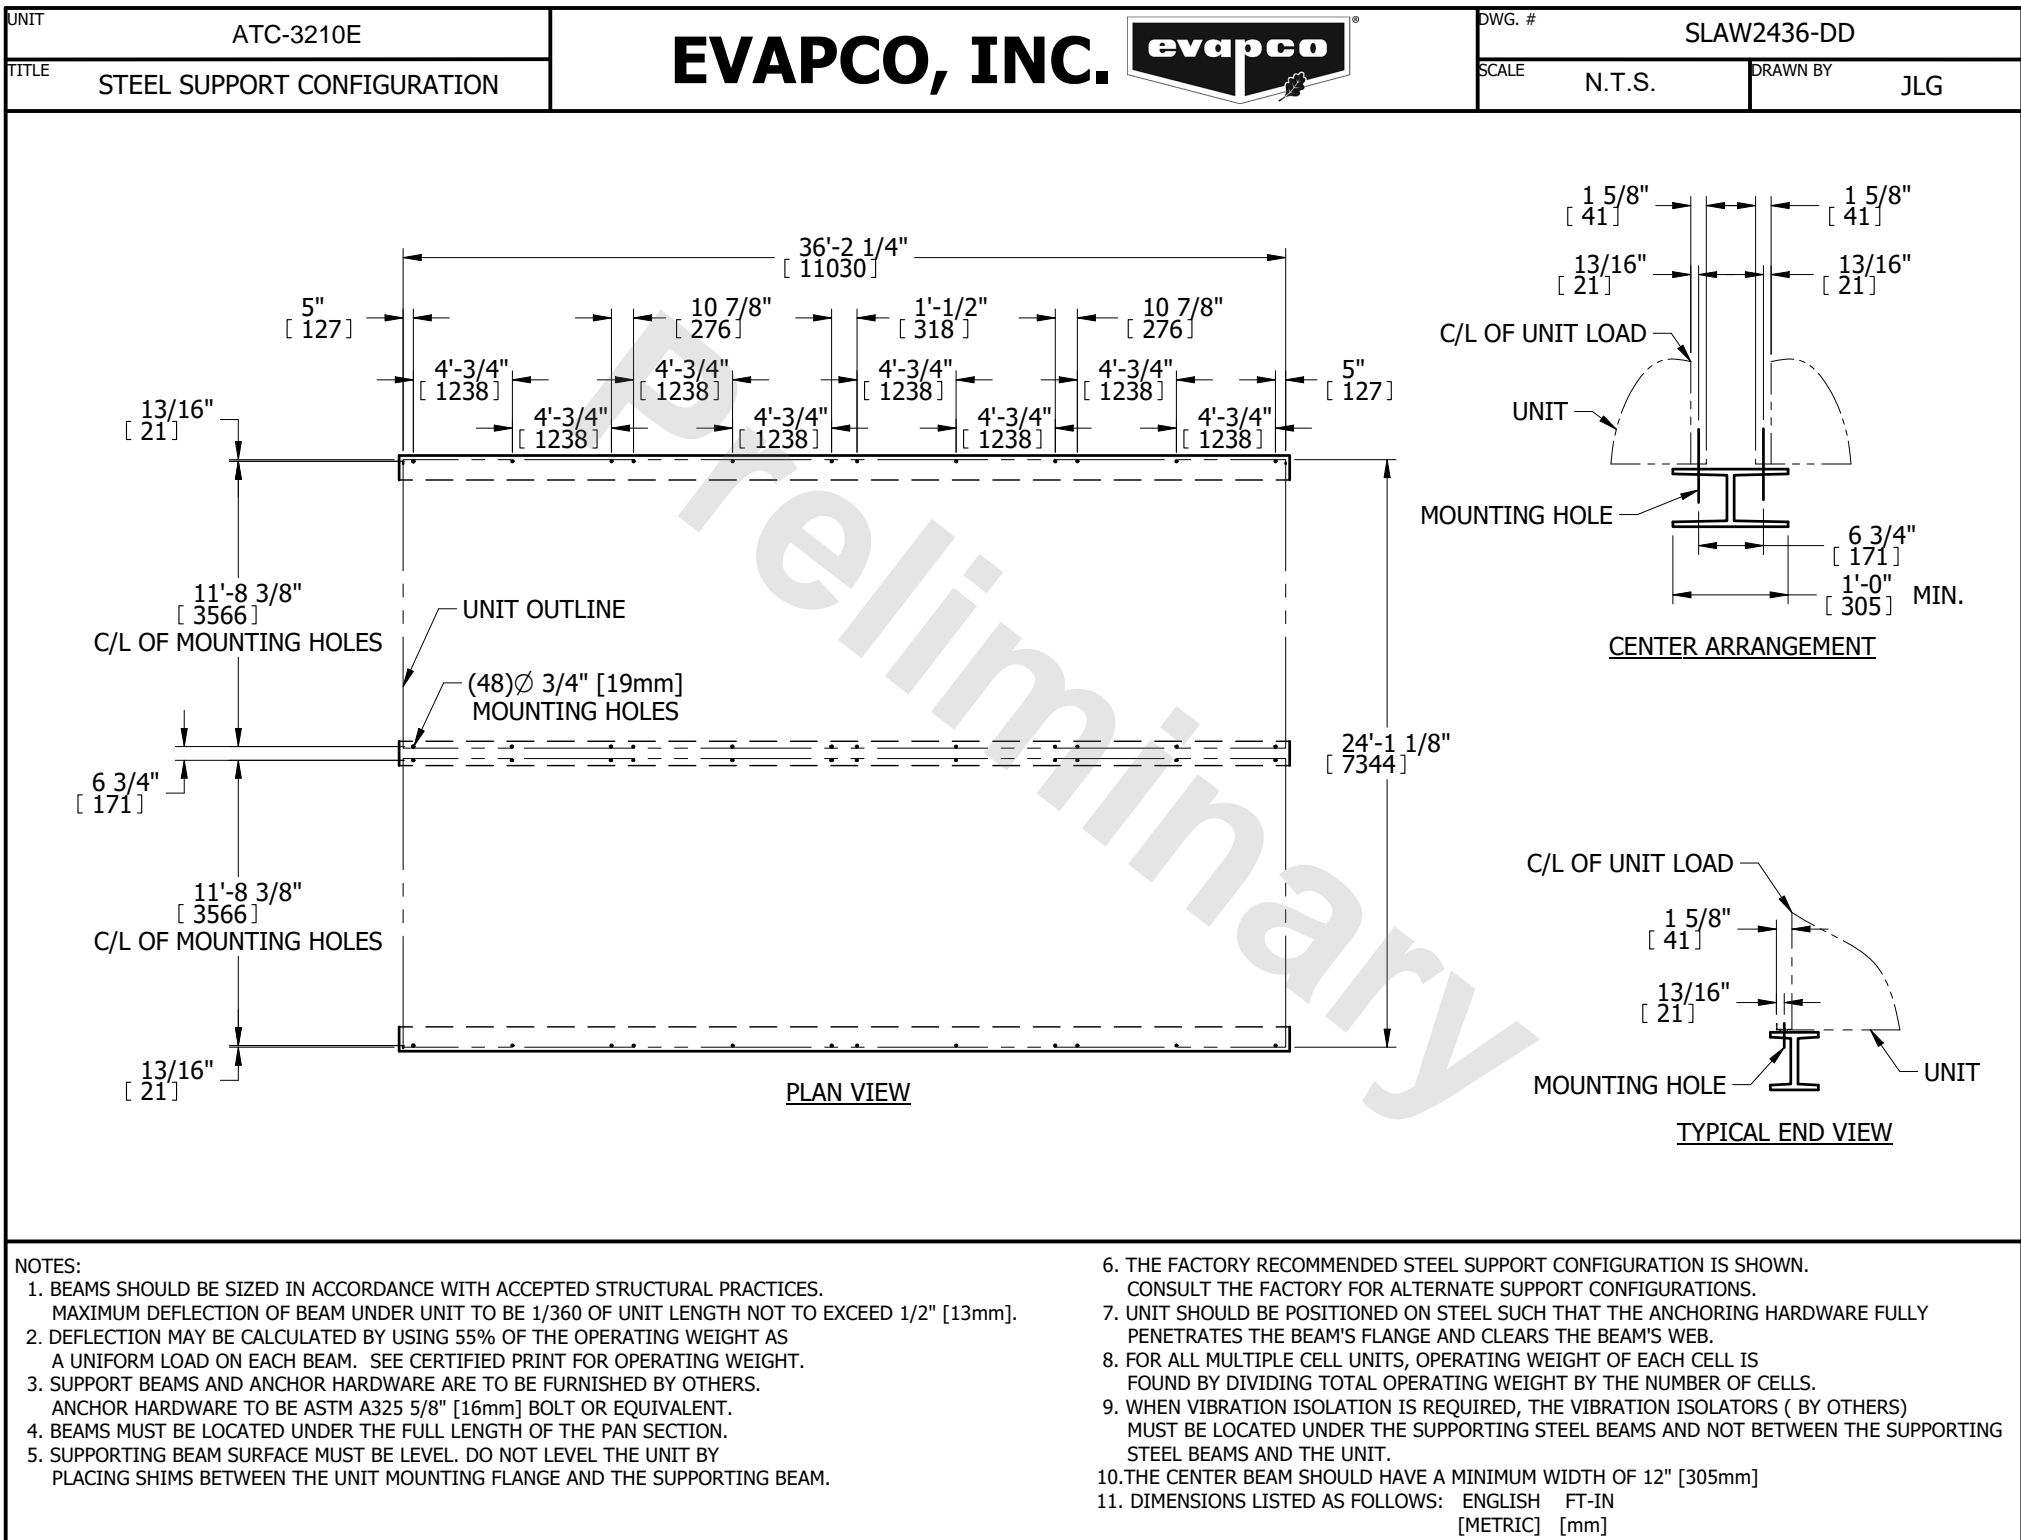 UNIT
ATC-3210E
TITLE
STEEL SUPPORT CONFIGURATION
EVAPCO, INC.
evapco
®
DWG. #
SLAW2436-DD
SCALE
N.T.S.
DRAWN BY
JLG
36'-2 1/4"
[ 11030 ]
5"
[ 127 ]
10 7/8"
[ 276 ]
1'-1/2"
[ 318 ]
10 7/8"
[ 276 ]
4'-3/4"
[ 1238 ]
4'-3/4"
[ 1238 ]
4'-3/4"
[ 1238 ]
4'-3/4"
[ 1238 ]
5"
[ 127 ]
4'-3/4"
[ 1238 ]
4'-3/4"
[ 1238 ]
4'-3/4"
[ 1238 ]
4'-3/4"
[ 1238 ]
13/16"
[ 21 ]
11'-8 3/8"
[ 3566 ]
C/L OF MOUNTING HOLES
UNIT OUTLINE
(48)Ø 3/4" [19mm]
MOUNTING HOLES
6 3/4"
[ 171 ]
24'-1 1/8"
[ 7344 ]
11'-8 3/8"
[ 3566 ]
C/L OF MOUNTING HOLES
13/16"
[ 21 ]
PLAN VIEW
Preliminary
1 5/8"
[ 41 ]
1 5/8"
[ 41 ]
13/16"
[ 21 ]
13/16"
[ 21 ]
C/L OF UNIT LOAD
UNIT
MOUNTING HOLE
6 3/4"
[ 171 ]
1'-0"
[ 305 ]
MIN.
CENTER ARRANGEMENT
C/L OF UNIT LOAD
1 5/8"
[ 41 ]
13/16"
[ 21 ]
MOUNTING HOLE
UNIT
TYPICAL END VIEW
NOTES:
1. BEAMS SHOULD BE SIZED IN ACCORDANCE WITH ACCEPTED STRUCTURAL PRACTICES.
MAXIMUM DEFLECTION OF BEAM UNDER UNIT TO BE 1/360 OF UNIT LENGTH NOT TO EXCEED 1/2" [13mm].
2. DEFLECTION MAY BE CALCULATED BY USING 55% OF THE OPERATING WEIGHT AS
A UNIFORM LOAD ON EACH BEAM. SEE CERTIFIED PRINT FOR OPERATING WEIGHT.
3. SUPPORT BEAMS AND ANCHOR HARDWARE ARE TO BE FURNISHED BY OTHERS.
ANCHOR HARDWARE TO BE ASTM A325 5/8" [16mm] BOLT OR EQUIVALENT.
4. BEAMS MUST BE LOCATED UNDER THE FULL LENGTH OF THE PAN SECTION.
5. SUPPORTING BEAM SURFACE MUST BE LEVEL. DO NOT LEVEL THE UNIT BY
PLACING SHIMS BETWEEN THE UNIT MOUNTING FLANGE AND THE SUPPORTING BEAM.
6. THE FACTORY RECOMMENDED STEEL SUPPORT CONFIGURATION IS SHOWN.
CONSULT THE FACTORY FOR ALTERNATE SUPPORT CONFIGURATIONS.
7. UNIT SHOULD BE POSITIONED ON STEEL SUCH THAT THE ANCHORING HARDWARE FULLY
PENETRATES THE BEAM'S FLANGE AND CLEARS THE BEAM'S WEB.
8. FOR ALL MULTIPLE CELL UNITS, OPERATING WEIGHT OF EACH CELL IS
FOUND BY DIVIDING TOTAL OPERATING WEIGHT BY THE NUMBER OF CELLS.
9. WHEN VIBRATION ISOLATION IS REQUIRED, THE VIBRATION ISOLATORS ( BY OTHERS)
MUST BE LOCATED UNDER THE SUPPORTING STEEL BEAMS AND NOT BETWEEN THE SUPPORTING
STEEL BEAMS AND THE UNIT.
10.THE CENTER BEAM SHOULD HAVE A MINIMUM WIDTH OF 12" [305mm]
11. DIMENSIONS LISTED AS FOLLOWS: ENGLISH FT-IN
[METRIC] [mm]